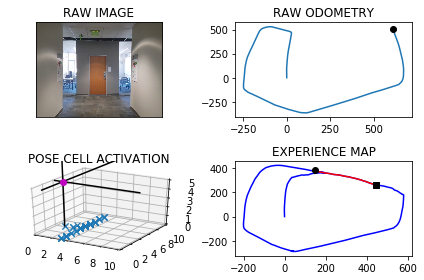 RAW IMAGE
RAW ODOMETRY
500
250
0
−250
−250 0 250 500
POSE CELL ACTIVATION
5
4
3
2
1
0
0 2 4 6 8 10
0 2 4 6 8 10
EXPERIENCE MAP
400
200
0
−200
−200 0 200 400 600